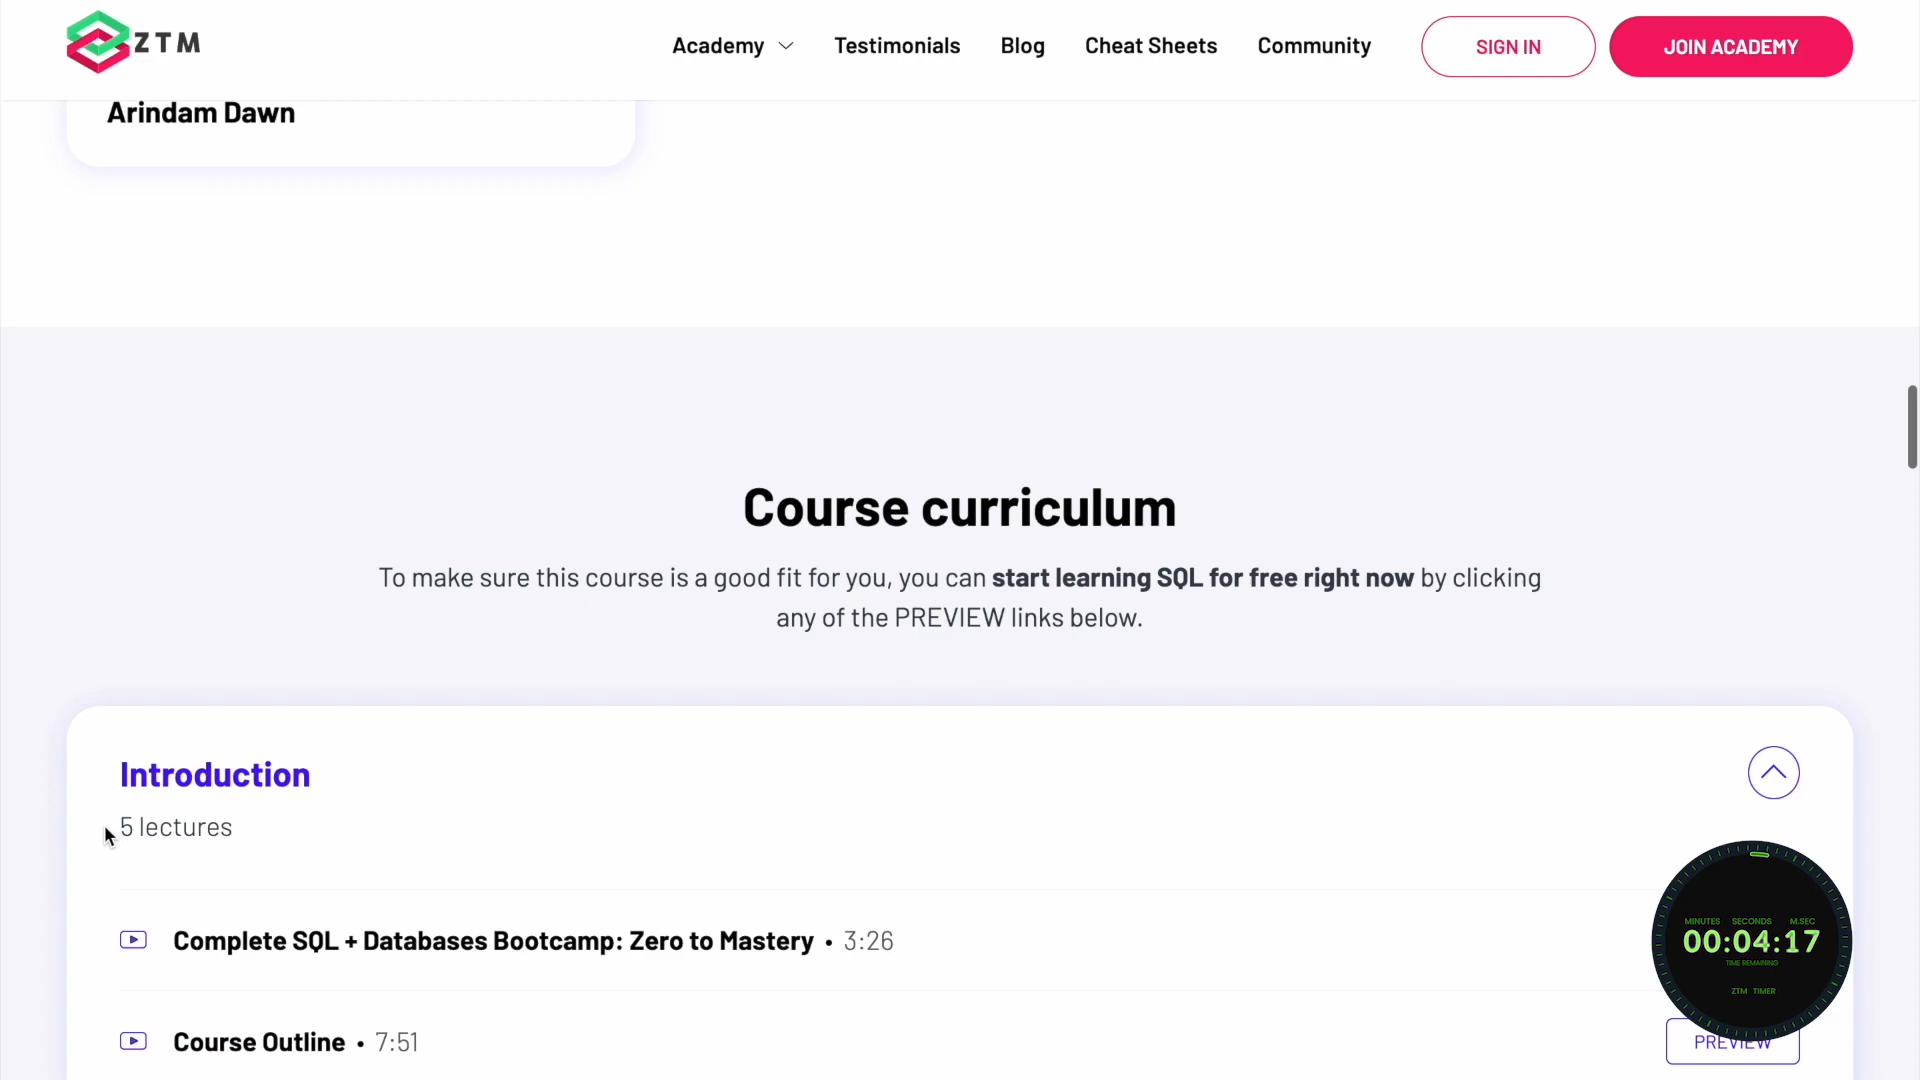 ZTM
Academy
Testimonials
Blog
Cheat Sheets
Community
SIGN IN
JOIN ACADEMY
Arindam Dawn
Course curriculum
To make sure this course is a good fit for you, you can start learning SQL for free right now by clicking
any of the PREVIEW links below.
Introduction
5 lectures
Complete SQL + Databases Bootcamp: Zero to Mastery • 3:26
Course Outline • 7:51
PREVIEW
MINUTES SECONDS M.SEC
00:04:17
TIME REMAINING
ZTM TIMER